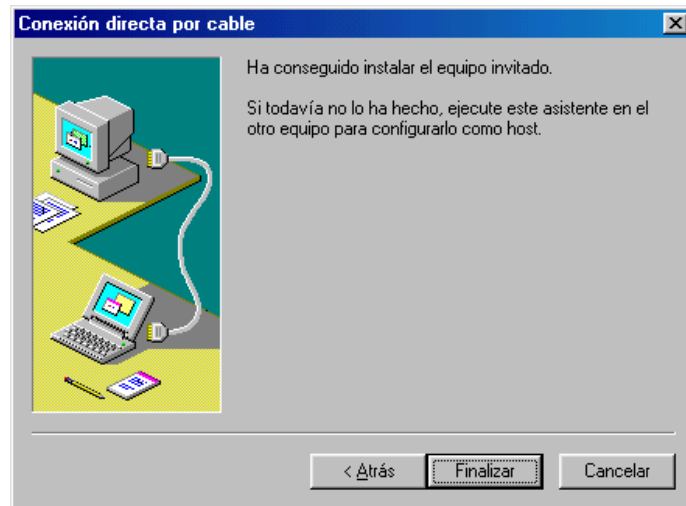 Conexión directa por cable
Ha conseguido instalar el equipo invitado.
Si todavía no lo ha hecho, ejecute este asistente en el
otro equipo para configurarlo como host.
< Atrás
Finalizar
Cancelar